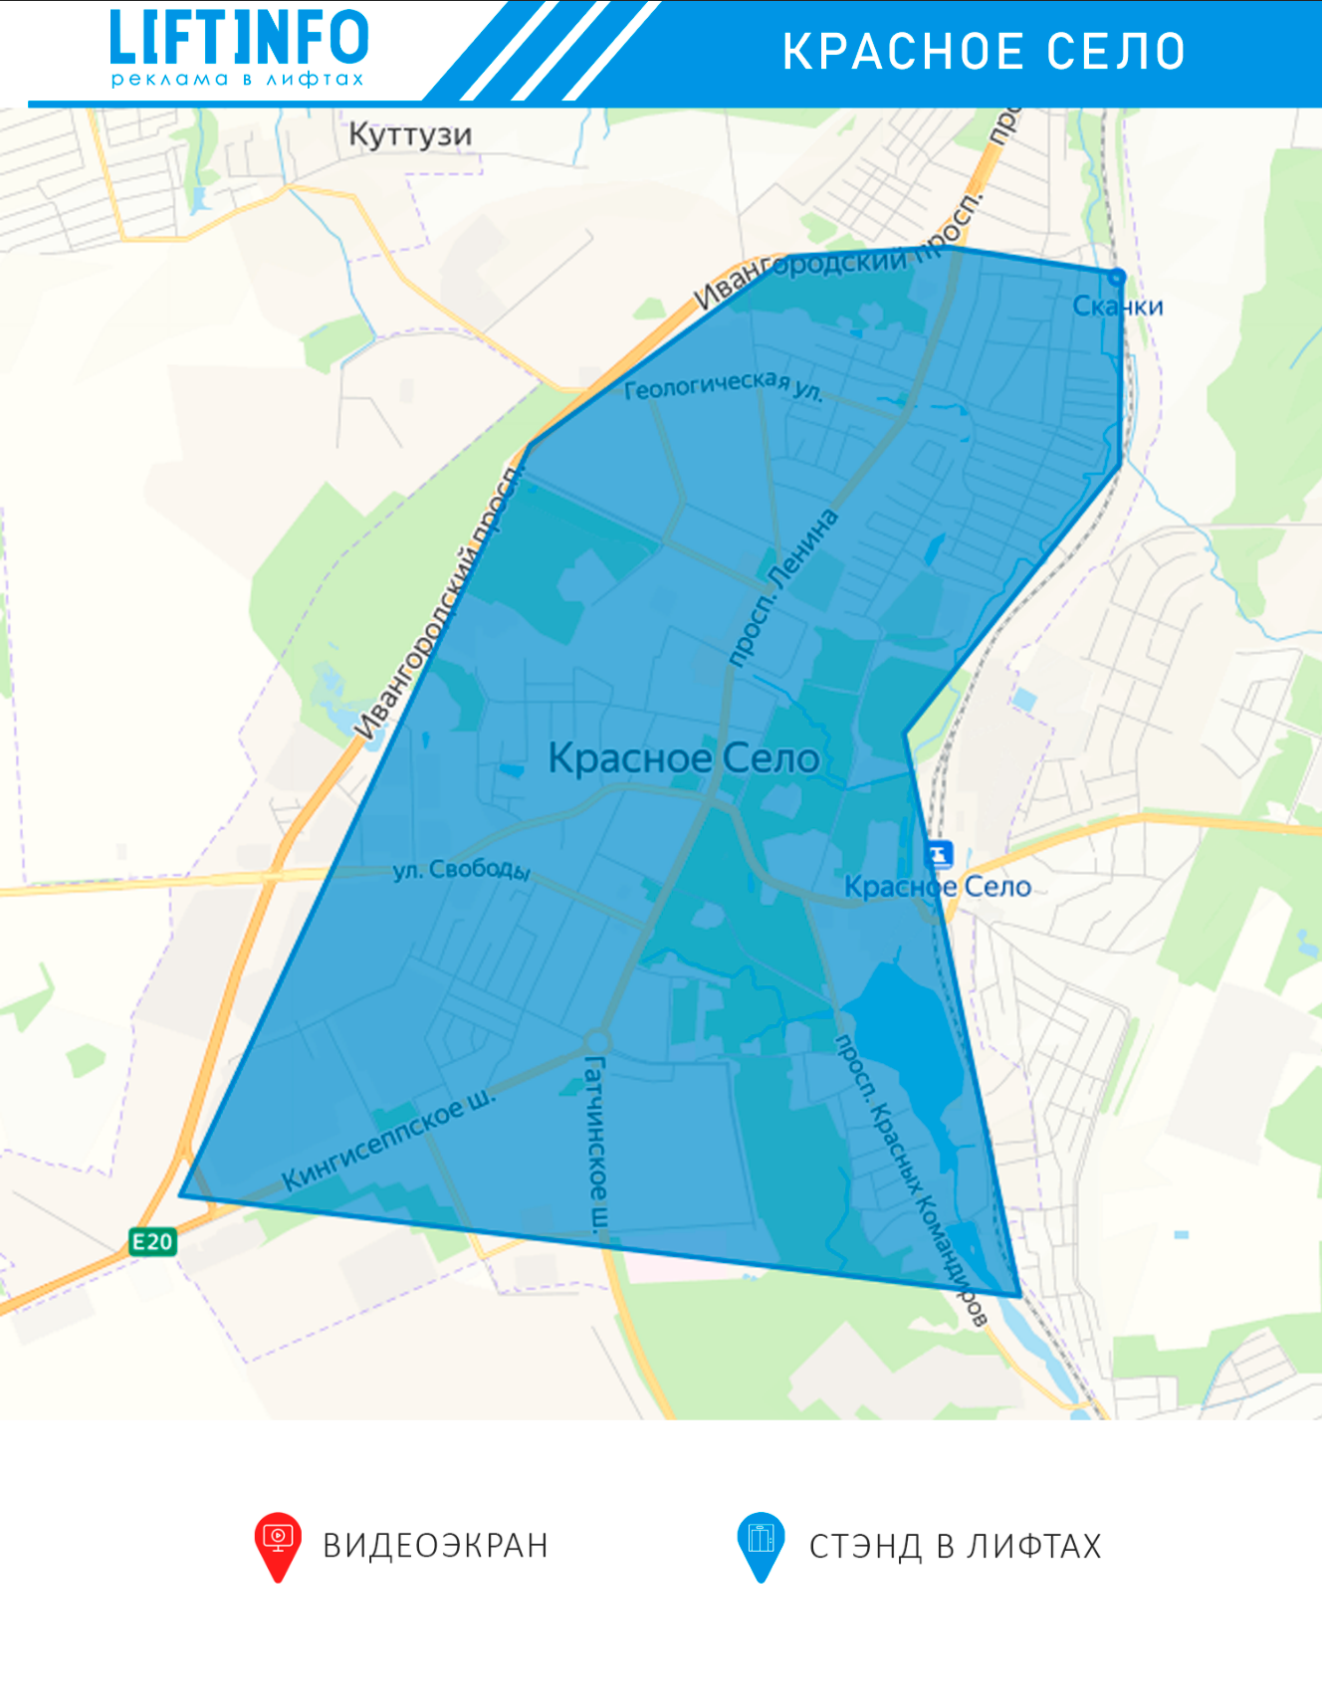 LIFTINFO
реклама в лифтах
КРАСНОЕ СЕЛО
Куттузи
прос
Ивангородский просп.
Скачки
Геологическая ул.
Ивангородский просп.
просп. Ленина
Красное Село
ул. Свободы
Красное Село
Кингисеппское ш.
Гатчинское ш.
просп. Красных Командиров
E20
ВИДЕОЭКРАН
СТЭНД В ЛИФТАХ